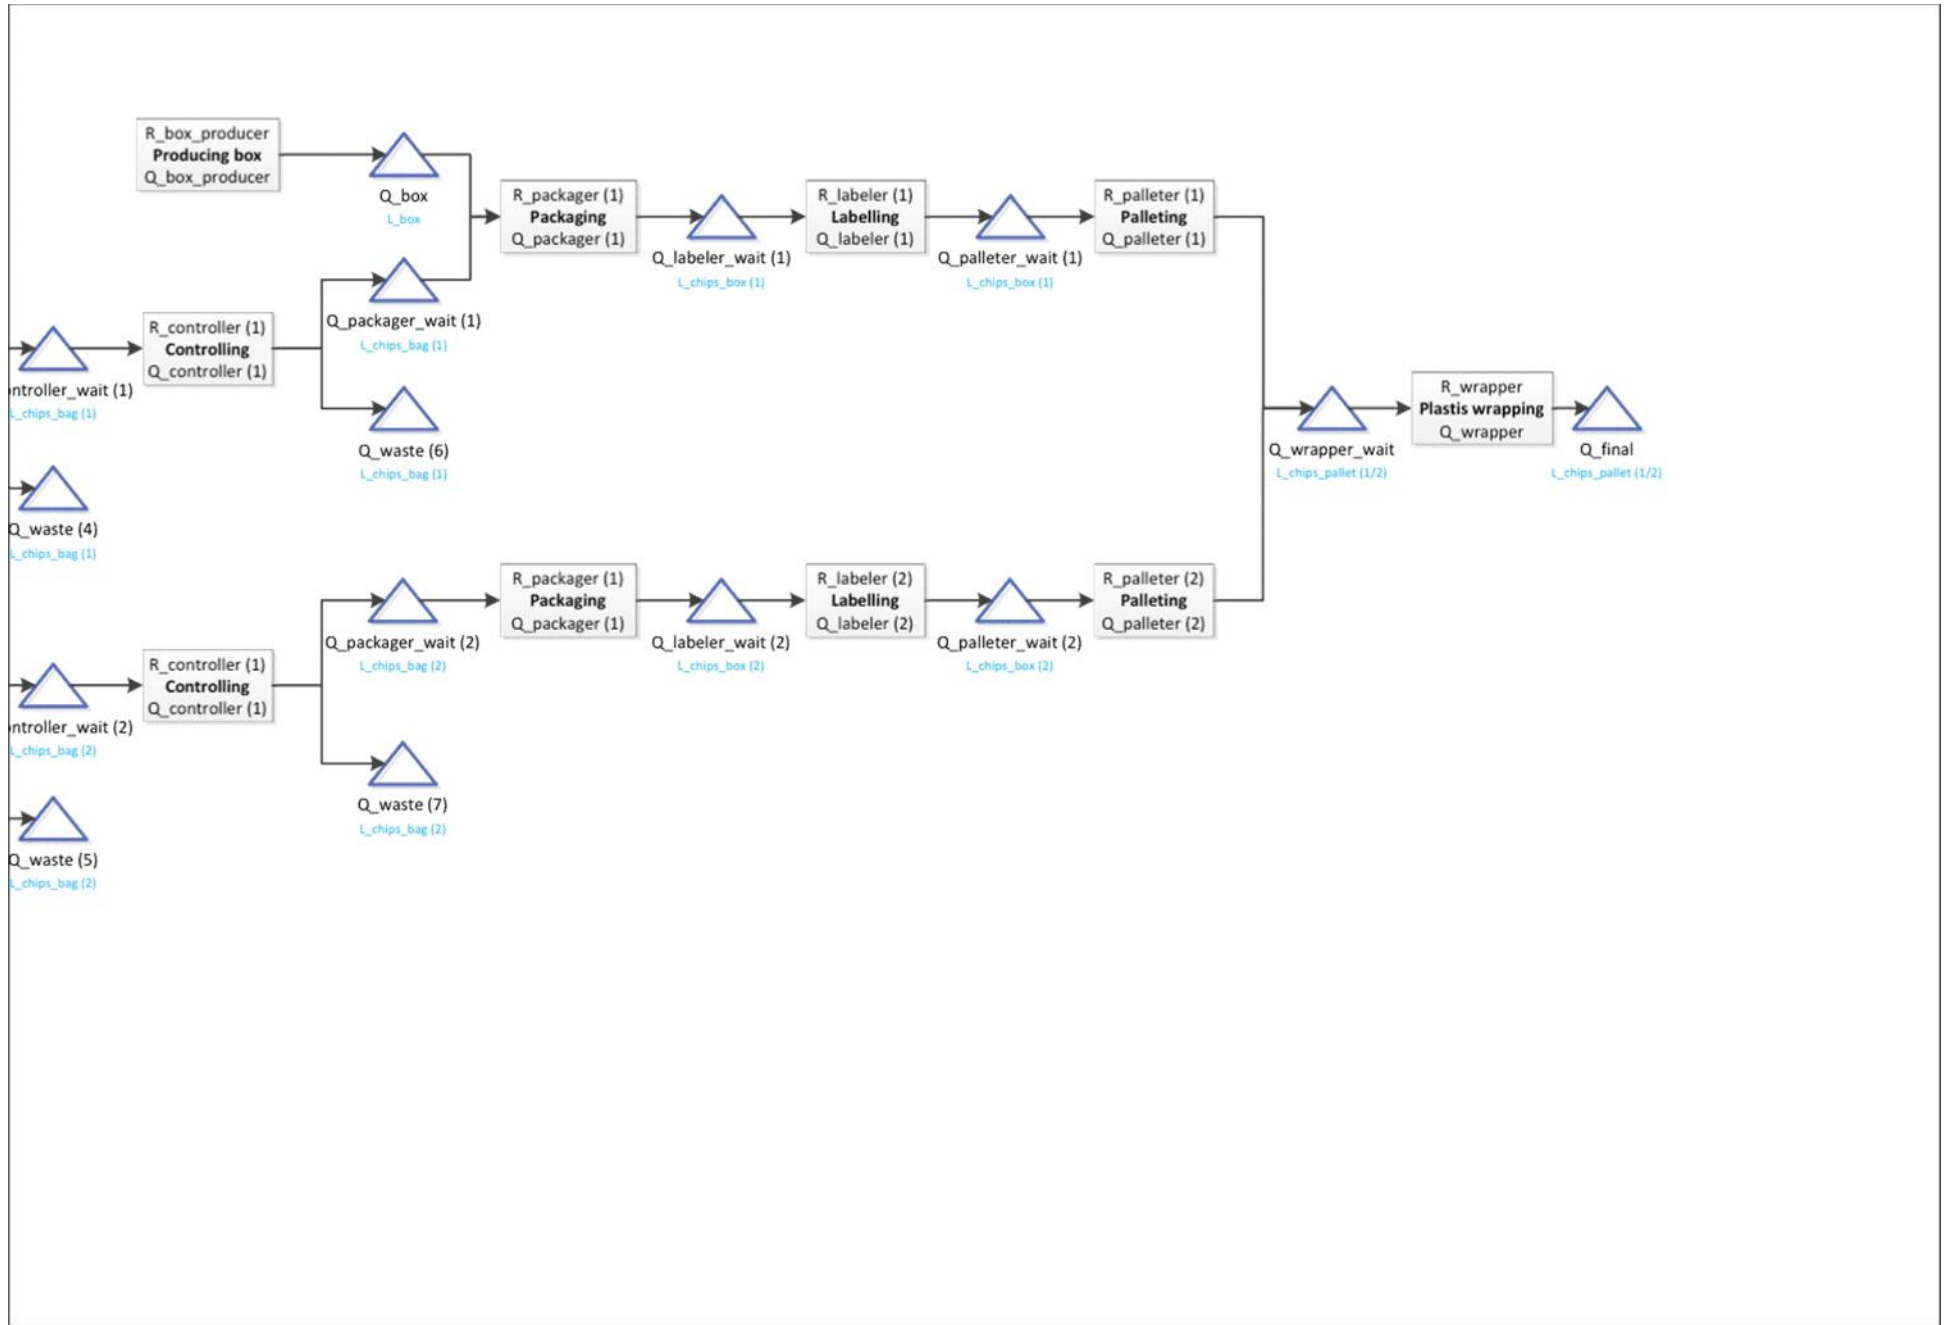 R_box_producer
Producing box
Q_box_producer
Q_box
L_box
R_packager (1)
Packaging
Q_packager (1)
Q_labeler_wait (1)
L_chips_box (1)
R_labeler (1)
Labelling
Q_labeler (1)
Q_palleter_wait (1)
L_chips_box (1)
R_palleter (1)
Palleting
Q_palleter (1)
ntroller_wait (1)
L_chips_bag (1)
R_controller (1)
Controlling
Q_controller (1)
Q_packager_wait (1)
L_chips_bag (1)
Q_waste (6)
L_chips_bag (1)
Q_wrapper_wait
L_chips_pallet (1/2)
R_wrapper
Plastis wrapping
Q_wrapper
Q_final
L_chips_pallet (1/2)
Q_waste (4)
L_chips_bag (1)
ntroller_wait (2)
L_chips_bag (2)
R_controller (1)
Controlling
Q_controller (1)
Q_packager_wait (2)
L_chips_bag (2)
R_packager (1)
Packaging
Q_packager (1)
Q_labeler_wait (2)
L_chips_box (2)
R_labeler (2)
Labelling
Q_labeler (2)
Q_palleter_wait (2)
L_chips_box (2)
R_palleter (2)
Palleting
Q_palleter (2)
Q_waste (7)
L_chips_bag (2)
Q_waste (5)
L_chips_bag (2)